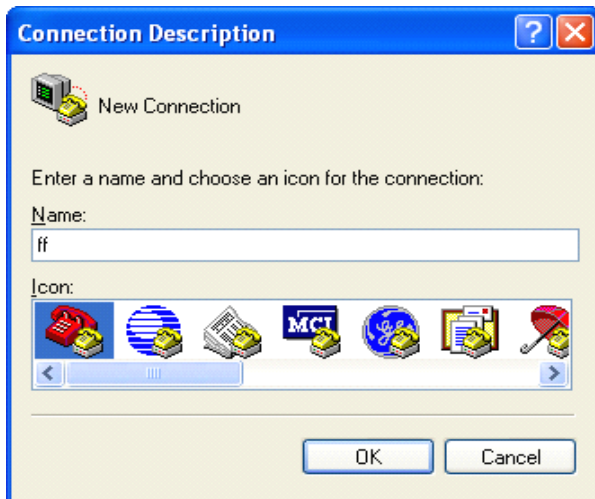 Connection Description
New Connection
Enter a name and choose an icon for the connection:
Name:
ff
Icon:
MCI
OK Cancel